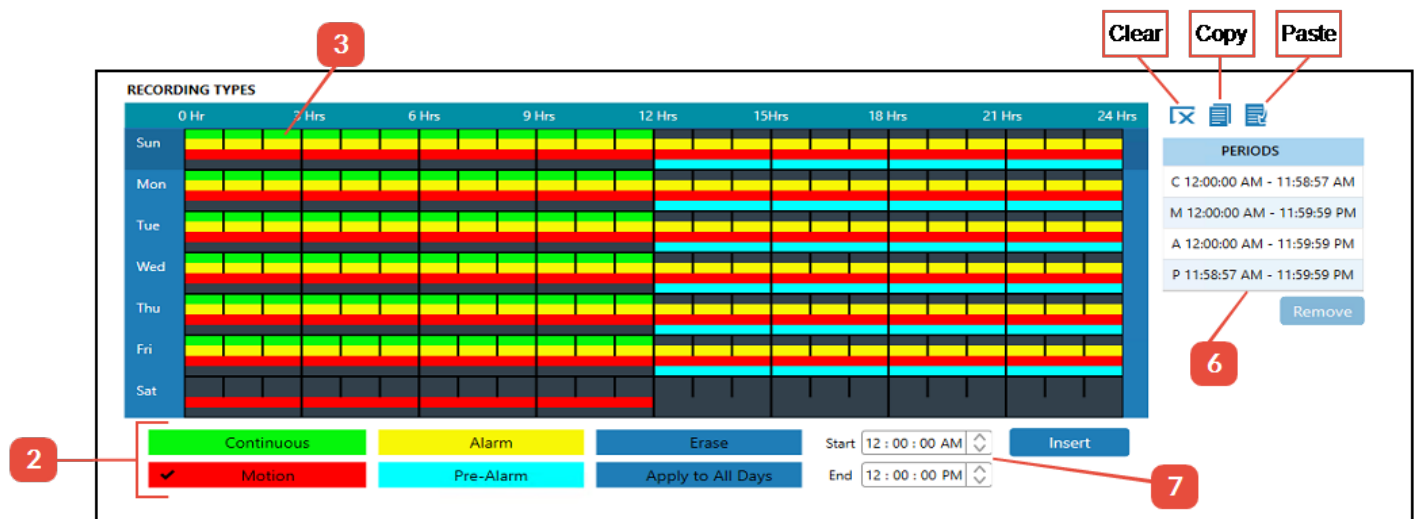 Clear Copy Paste
3
RECORDING TYPES
0 Hr 3 Hrs 6 Hrs 9 Hrs 12 Hrs 15Hrs 18 Hrs 21 Hrs 24 Hrs
Sun
Mon
Tue
Wed
Thu
Fri
Sat
PERIODS
C 12:00:00 AM - 11:58:57 AM
M 12:00:00 AM - 11:59:59 PM
A 12:00:00 AM - 11:59:59 PM
P 11:58:57 AM - 11:59:59 PM
Remove
6
2
Continuous Alarm Erase Start 12 : 00 : 00 AM Insert
Motion Pre-Alarm Apply to All Days End 12 : 00 : 00 PM
7